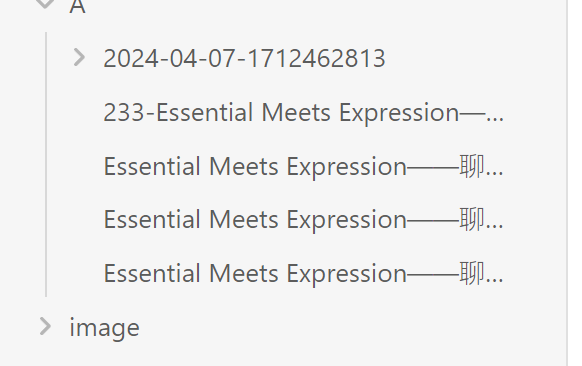 A
2024-04-07-1712462813
233-Essential Meets Expression—...
Essential Meets Expression——聊...
Essential Meets Expression——聊...
Essential Meets Expression——聊...
image